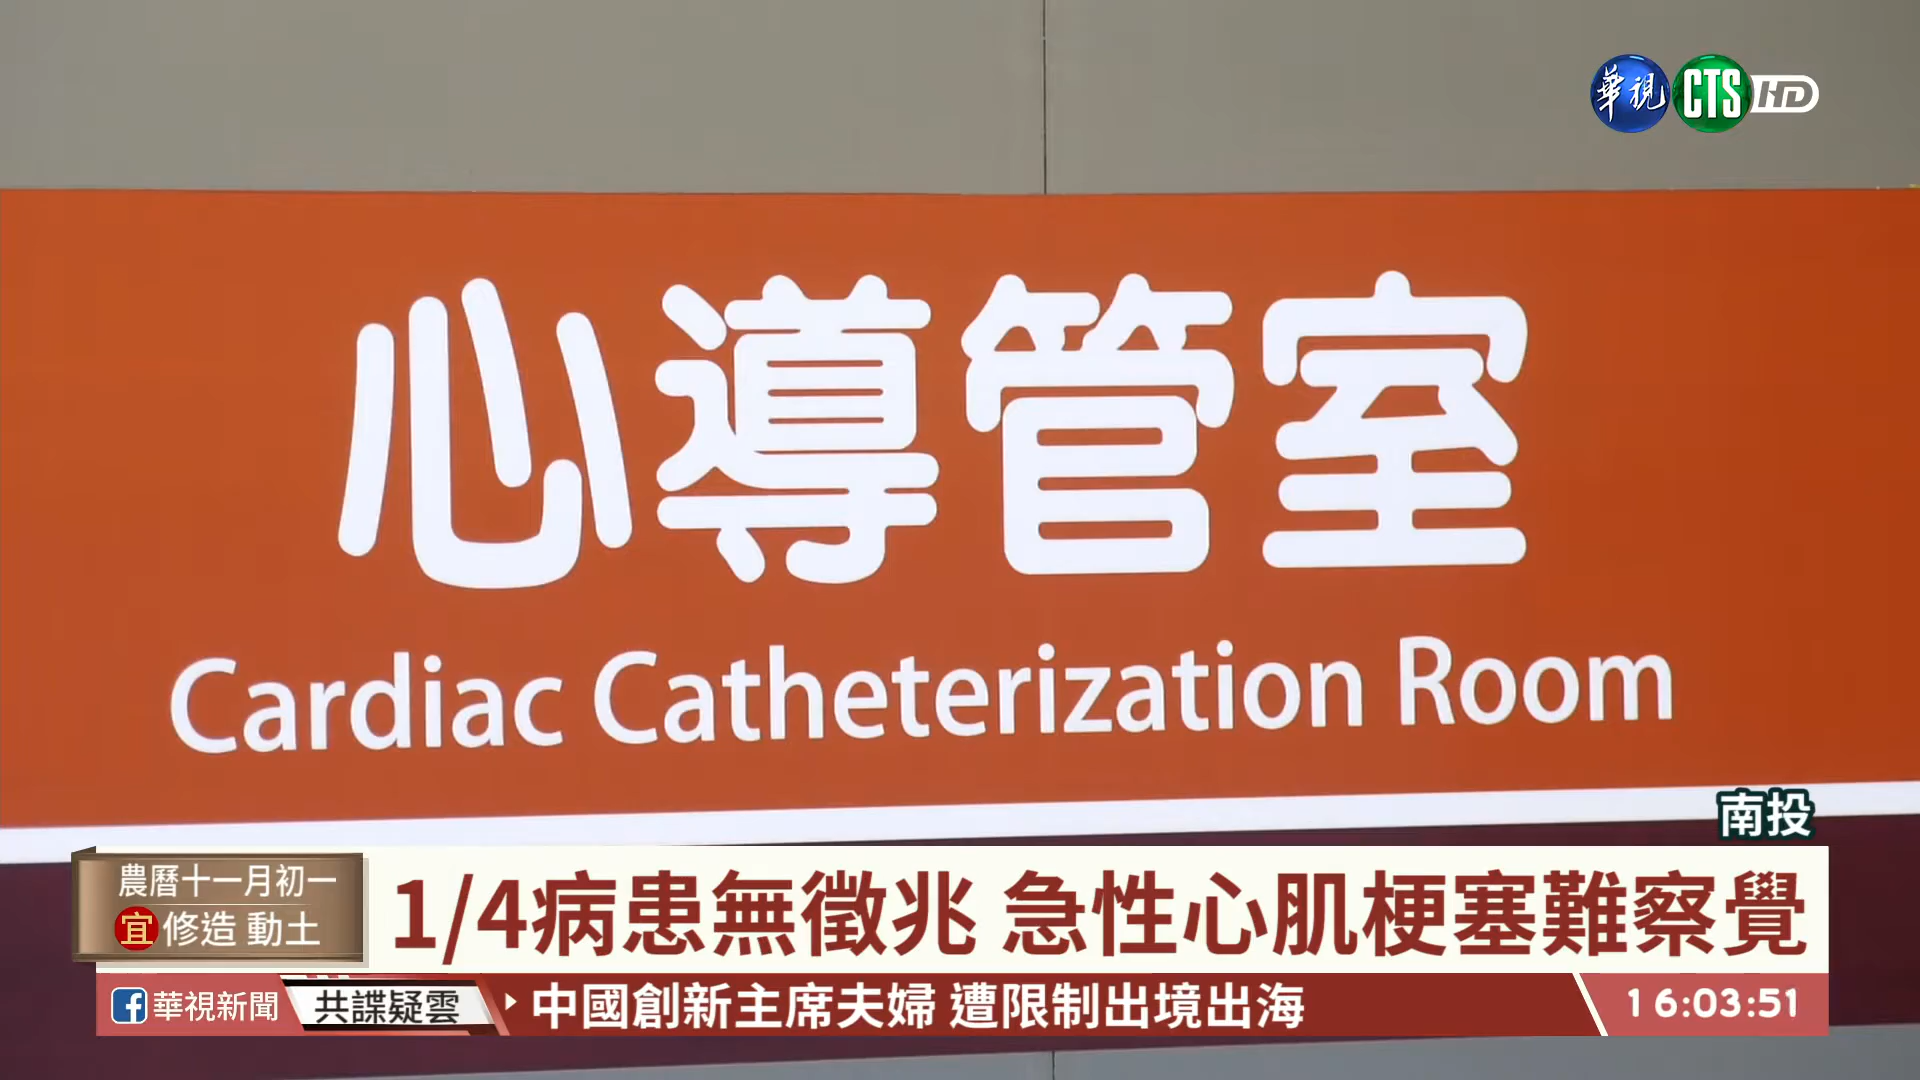 華視 CTS HD
心導管室
Cardiac Catheterization Room
南投
農曆十一月初一
宜 修造 動土
1/4病患無徵兆 急性心肌梗塞難察覺
華視新聞 共諜疑雲 中國創新主席夫婦 遭限制出境出海 16:03:51